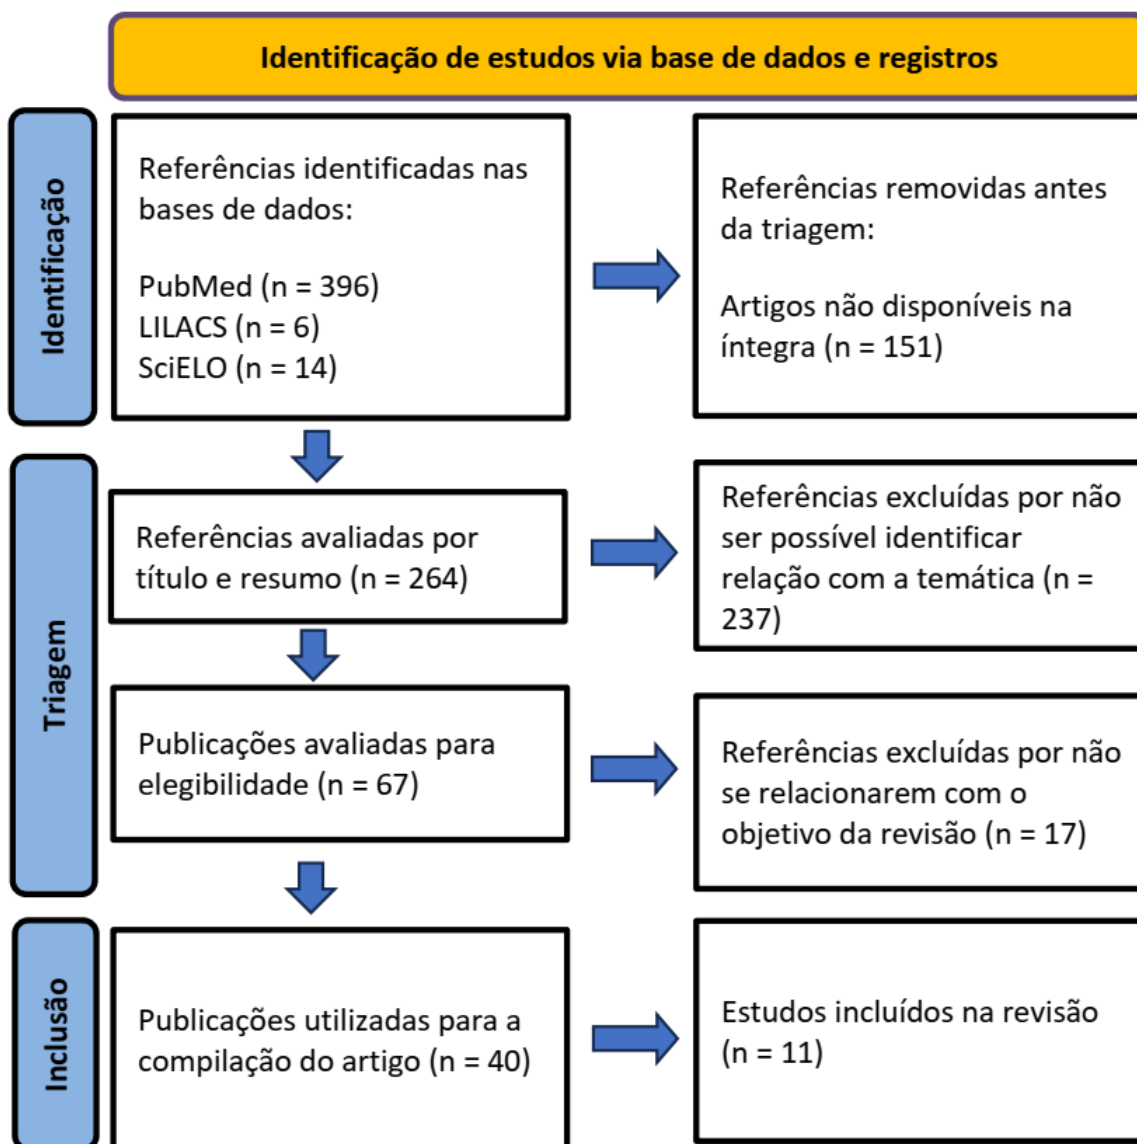 Identificação de estudos via base de dados e registros
Identificação
Referências identificadas nas
bases de dados:
PubMed (n = 396)
LILACS (n = 6)
SciELO (n = 14)
Referências removidas antes
da triagem:
Artigos não disponíveis na
íntegra (n = 151)
Triagem
Referências avaliadas por
título e resumo (n = 264)
Referências excluídas por não
ser possível identificar
relação com a temática (n =
237)
Publicações avaliadas para
elegibilidade (n = 67)
Referências excluídas por não
se relacionarem com o
objetivo da revisão (n = 17)
Inclusão
Publicações utilizadas para a
compilação do artigo (n = 40)
Estudos incluídos na revisão
(n = 11)